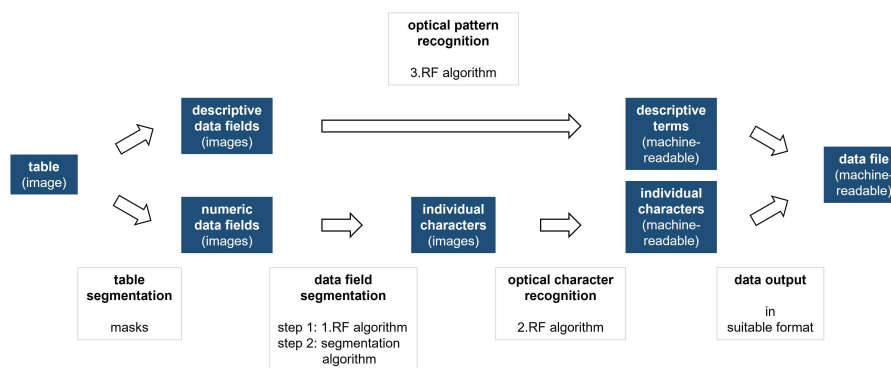 optical pattern
recognition
3.RF algorithm
descriptive
data fields
(images)
descriptive
terms
(machine-
readable)
table
(image)
data file
(machine-
readable)
numeric
data fields
(images)
individual
characters
(images)
individual
characters
(machine-
readable)
table
segmentation
masks
data field
segmentation
step 1: 1.RF algorithm
step 2: segmentation
algorithm
optical character
recognition
2.RF algorithm
data output
in
suitable format